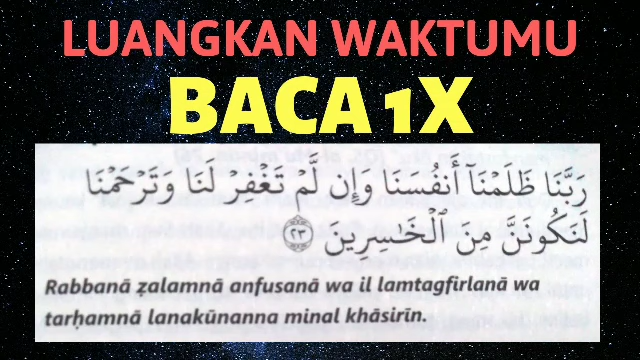 LUANGKAN WAKTUMU
BACA 1X
رَبَّنَا ظَلَمْنَآ أَنفُسَنَا وَإِن لَّمْ تَغْفِرْ لَنَا وَتَرْحَمْنَا
لَنَكُونَنَّ مِنَ ٱلْخَٰسِرِينَ ٢٣
Rabbanā ẓalamnā anfusanā wa il lamtagfirlanā wa
tarḥamnā lanakūnanna minal khāsirīn.